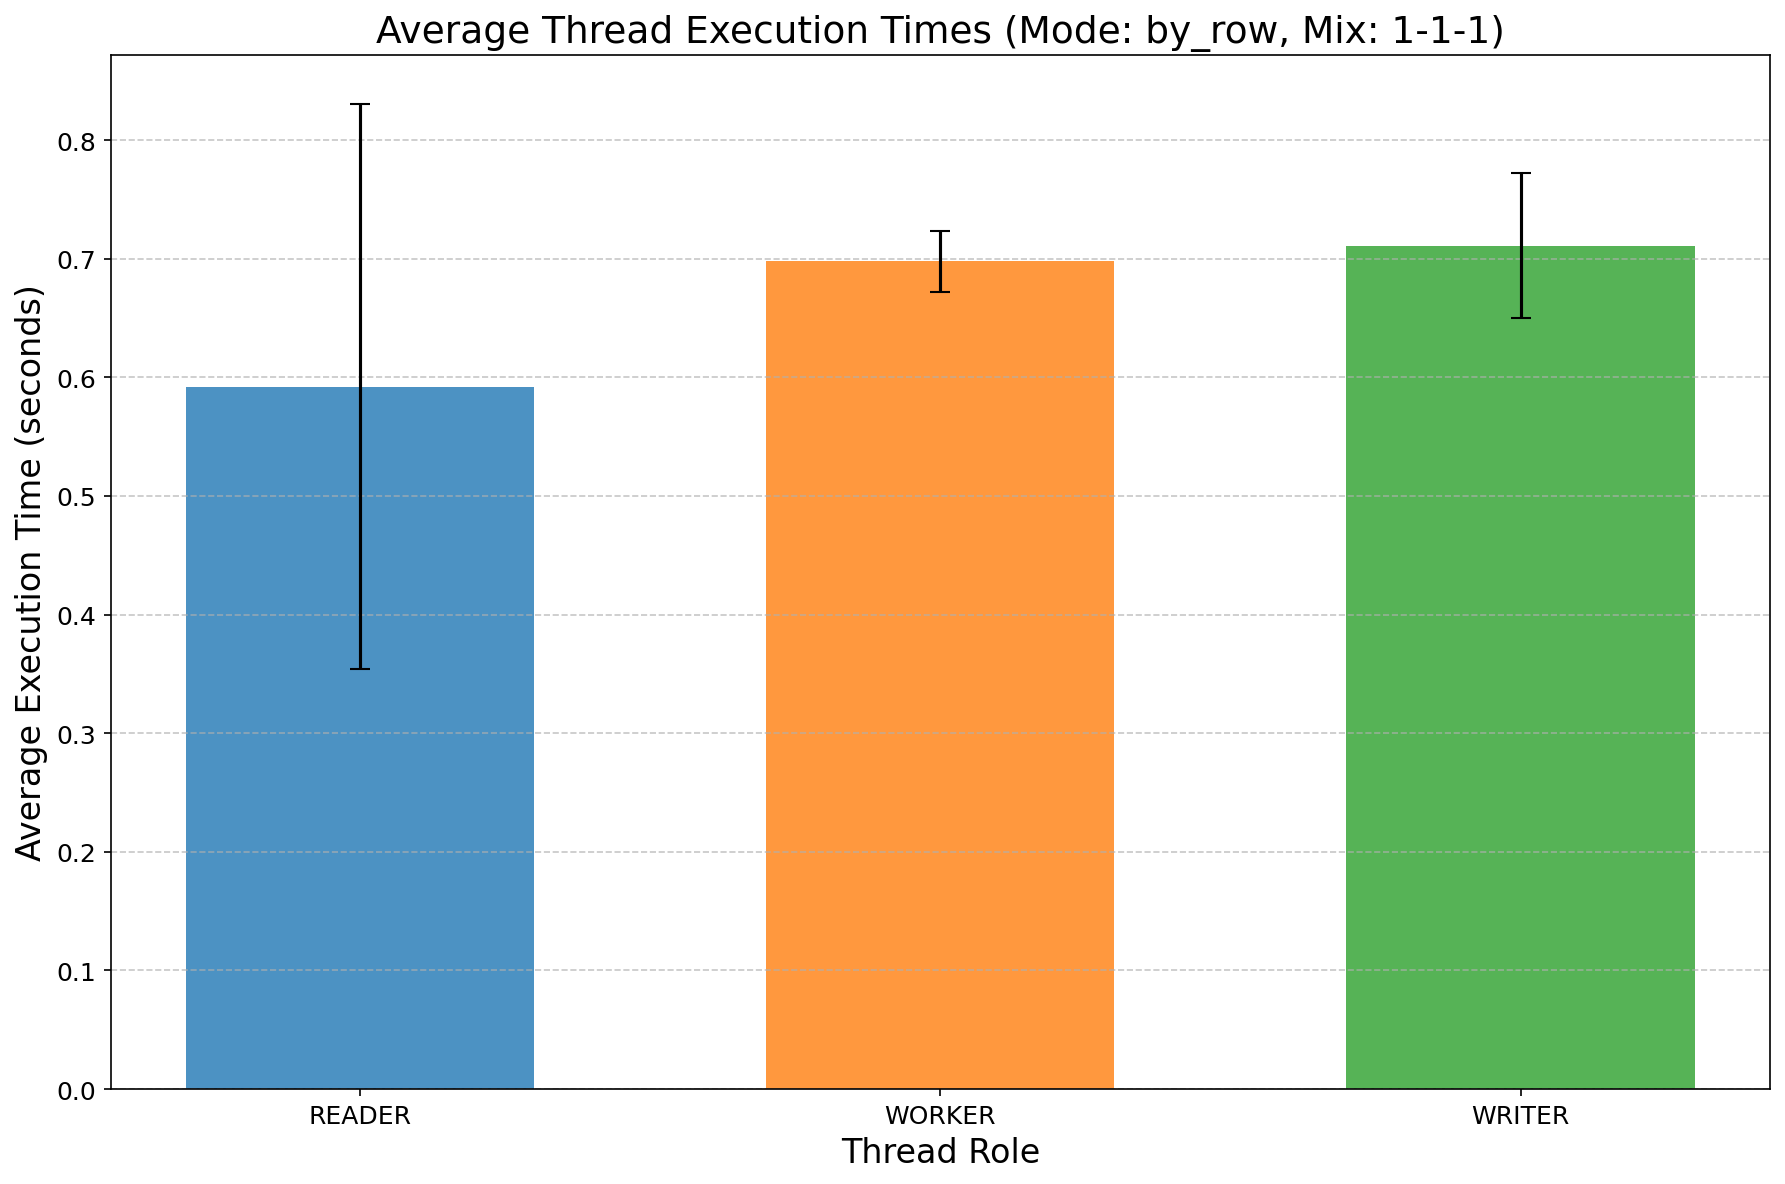 Average Thread Execution Times (Mode: by_row, Mix: 1-1-1)
Average Execution Time (seconds)
0.8
0.7
0.6
0.5
0.4
0.3
0.2
0.1
0.0
READER WORKER WRITER
Thread Role